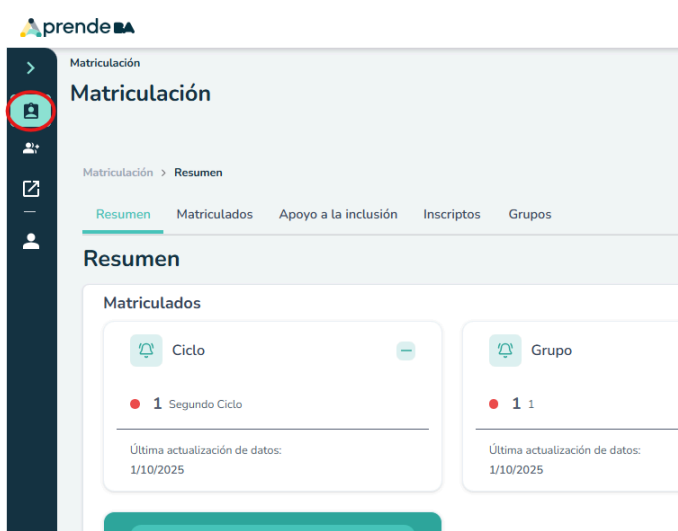 Aprende BA
Matriculación
Matriculación
Matriculación > Resumen
Resumen Matriculados Apoyo a la inclusión Inscriptos Grupos
Resumen
Matriculados
Ciclo
1 Segundo Ciclo
Última actualización de datos:
1/10/2025
Grupo
1 1
Última actualización de datos:
1/10/2025